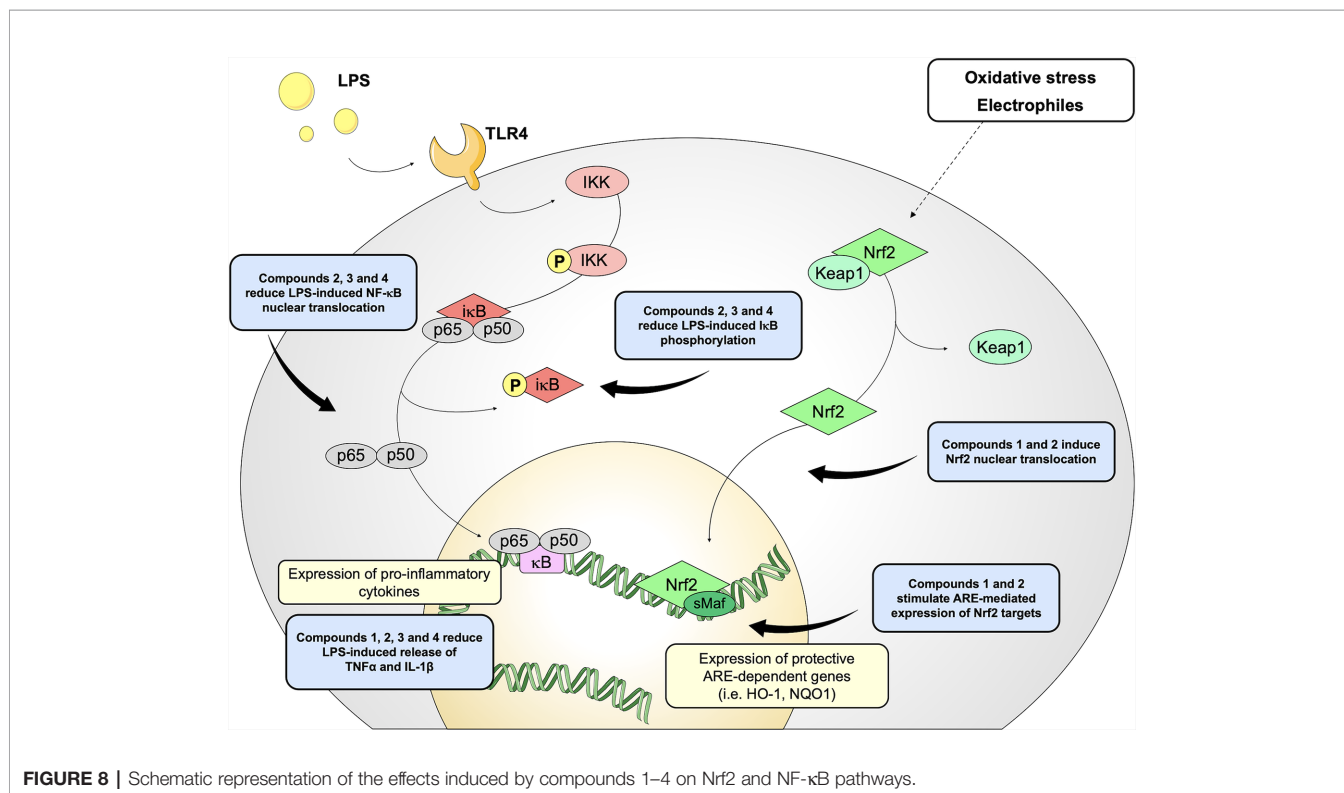 LPS
TLR4
Oxidative stress
Electrophiles
IKK
P
IKK
Nrf2
Keap1
Compounds 2, 3 and 4
reduce LPS-induced NF-κB
nuclear translocation
iκB
p65
p50
Compounds 2, 3 and 4
reduce LPS-induced IκB
phosphorylation
Keap1
P
iκB
Nrf2
p65
p50
Compounds 1 and 2 induce
Nrf2 nuclear translocation
p65
p50
κB
Nrf2
sMaf
Expression of pro-inflammatory
cytokines
Compounds 1 and 2
stimulate ARE-mediated
expression of Nrf2 targets
Compounds 1, 2, 3 and 4 reduce
LPS-induced release of
TNFα and IL-1β
Expression of protective
ARE-dependent genes
(i.e. HO-1, NQO1)
FIGURE 8 | Schematic representation of the effects induced by compounds 1–4 on Nrf2 and NF-κB pathways.